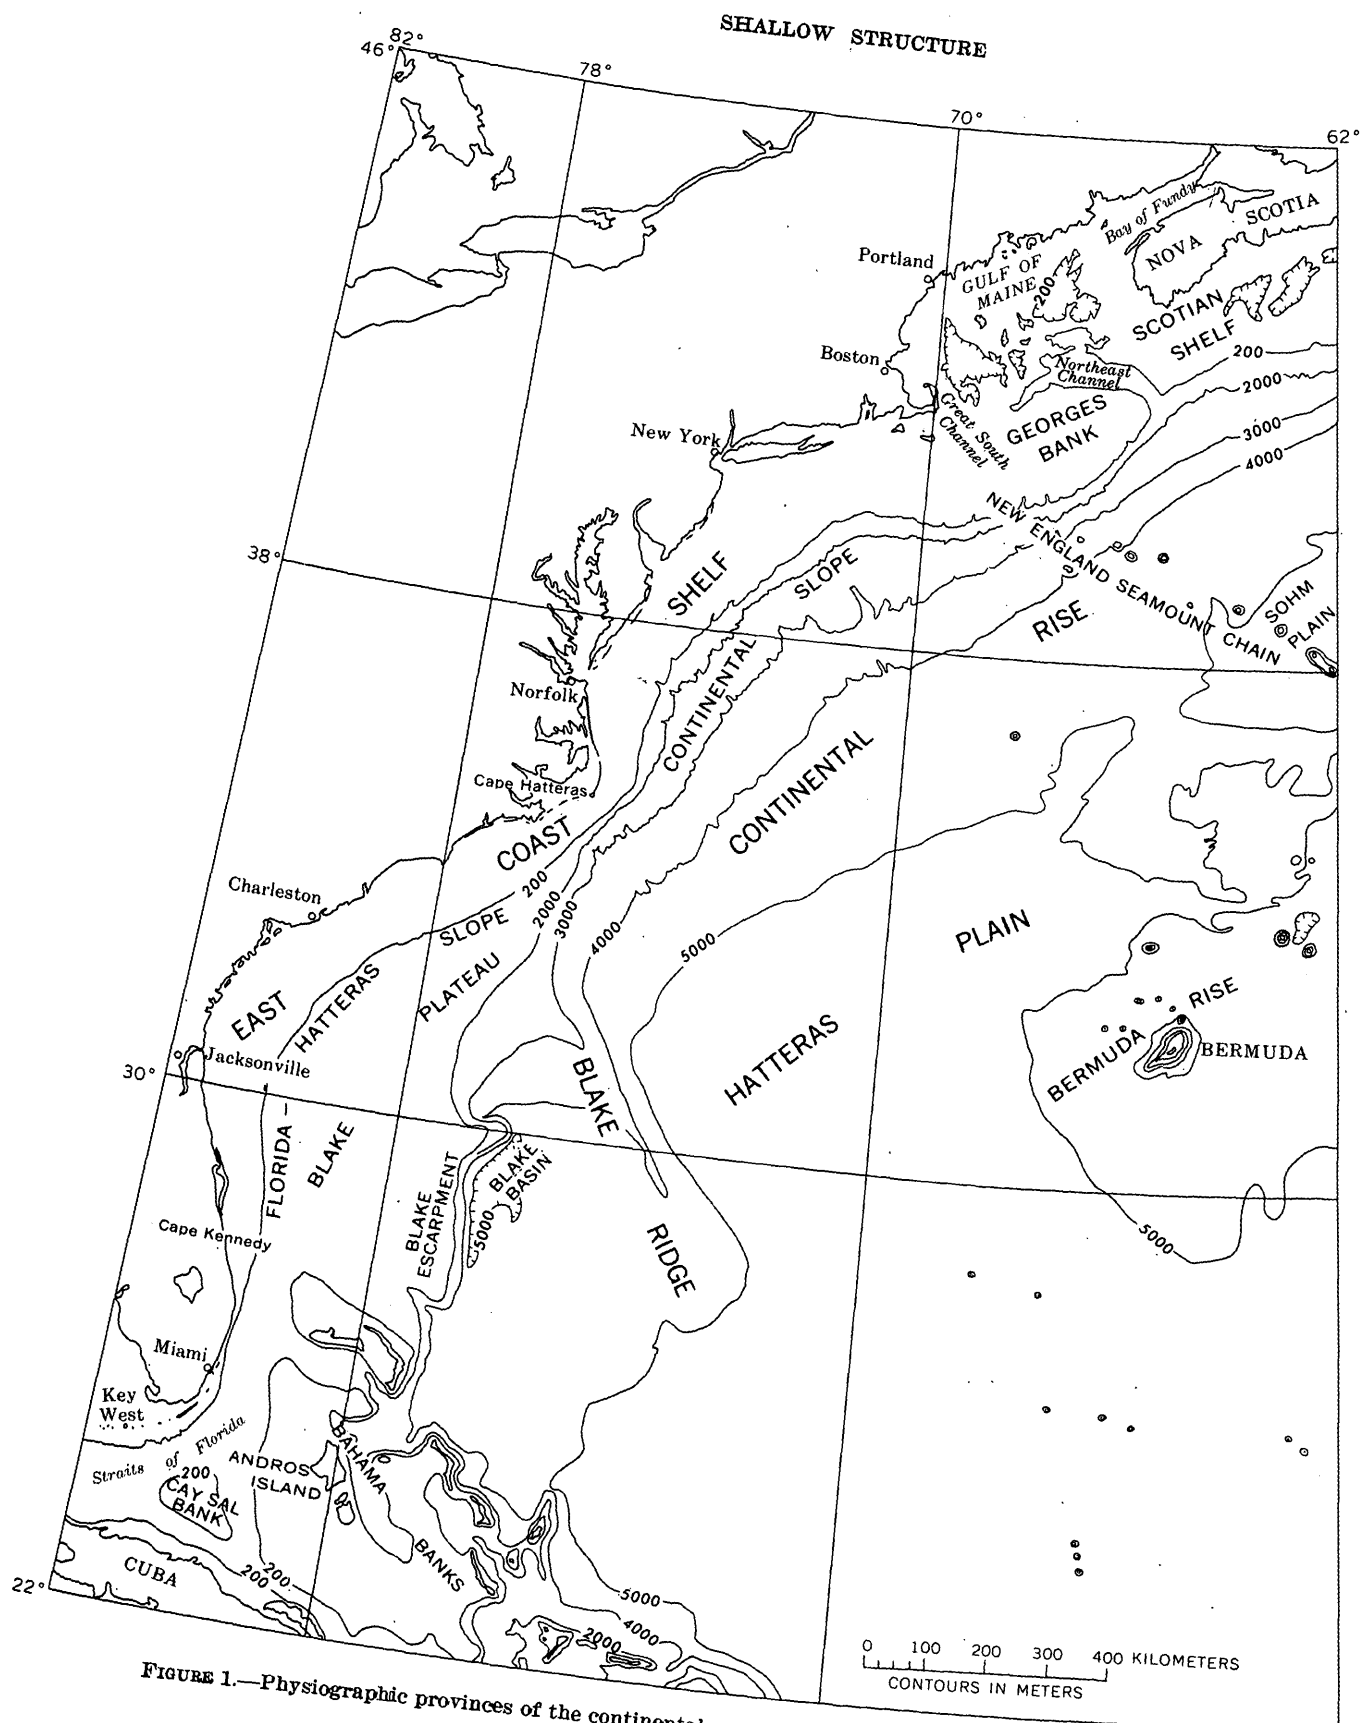 SHALLOW STRUCTURE
82°
46°
78°
70°
62°
Bay of Fundy
NOVA SCOTIA
Portland
GULF OF
MAINE
200
SCOTIAN
SHELF
200
2000
3000
4000
Boston
Northeast
Channel
Great South
Channel
GEORGES
BANK
New York
NEW ENGLAND SEAMOUNT CHAIN
38°
SHELF
SLOPE
RISE
SOHM
PLAIN
CONTINENTAL
Norfolk
CONTINENTAL
Cape Hatteras
COAST
Charleston
200
2000
3000
4000
5000
SLOPE
PLAIN
HATTERAS
PLATEAU
EAST
RISE
BERMUDA
BERMUDA
HATTERAS
Jacksonville
30°
BLAKE
FLORIDA—
BLAKE
BLAKE
ESCARPMENT
BLAKE
BASIN
5000
RIDGE
5000
Cape Kennedy
Miami
Key
West
Straits of Florida
200
CAY SAL
BANK
ANDROS
ISLAND
BAHAMA
BANKS
CUBA
200
200
22°
5000
4000
2000
0 100 200 300 400 KILOMETERS
CONTOURS IN METERS
FIGURE 1.—Physiographic provinces of the continental